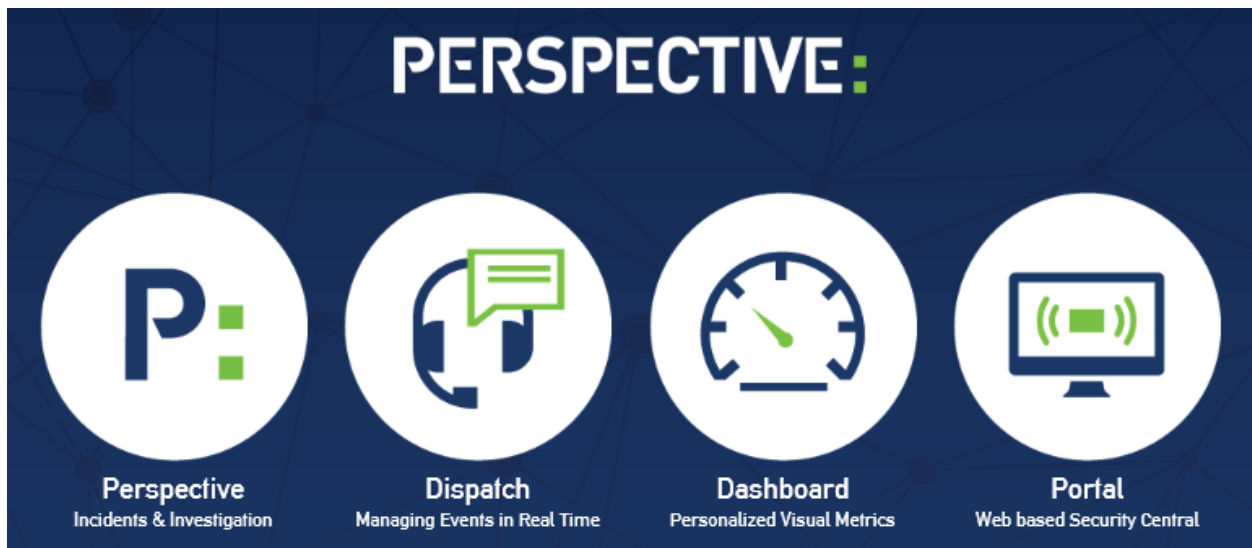 PERSPECTIVE:
P:
Perspective
Incidents & Investigation
Dispatch
Managing Events in Real Time
Dashboard
Personalized Visual Metrics
Portal
Web based Security Central